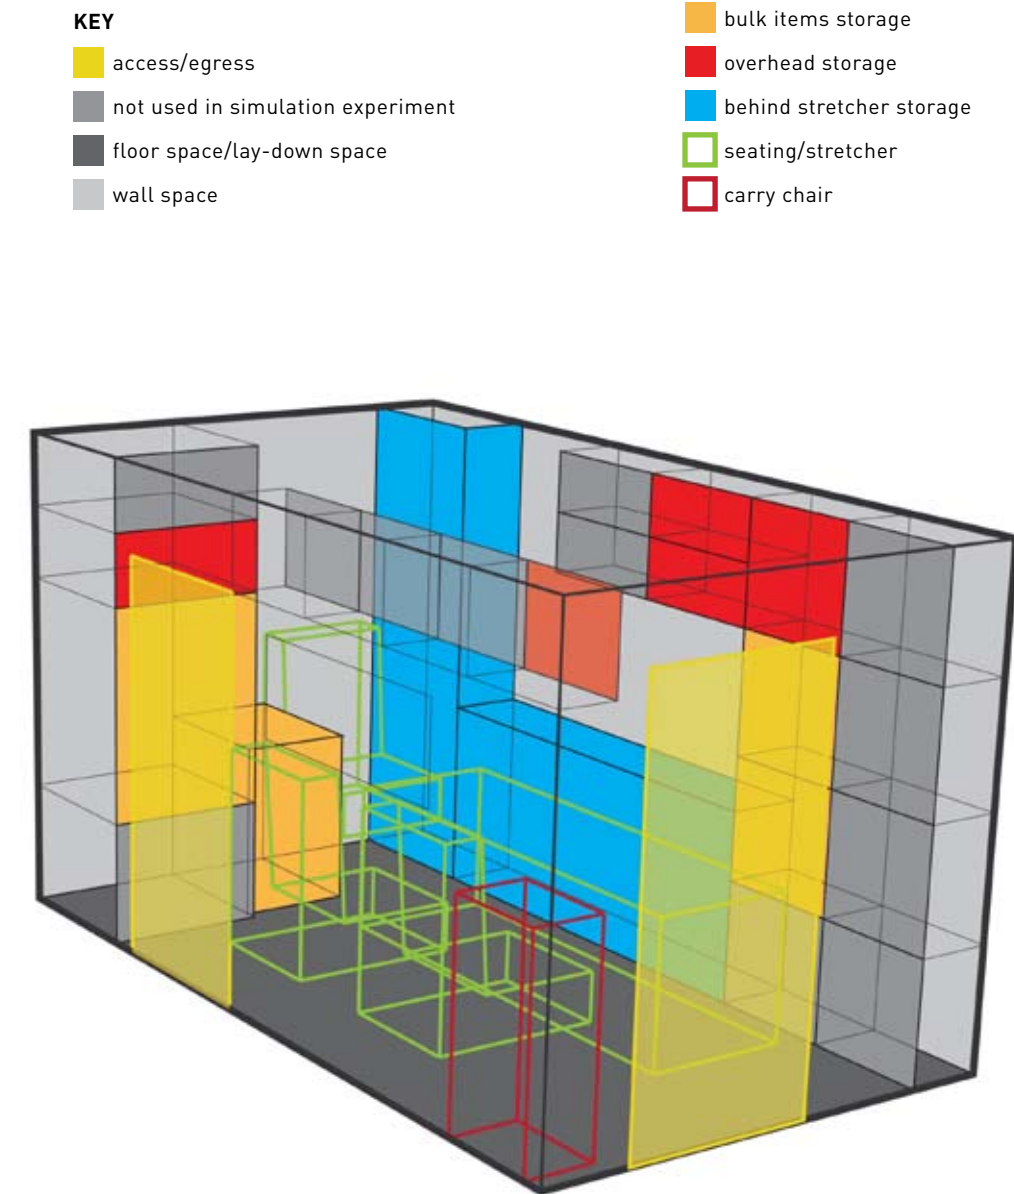 KEY
access/egress
not used in simulation experiment
floor space/lay-down space
wall space
bulk items storage
overhead storage
behind stretcher storage
seating/stretcher
carry chair